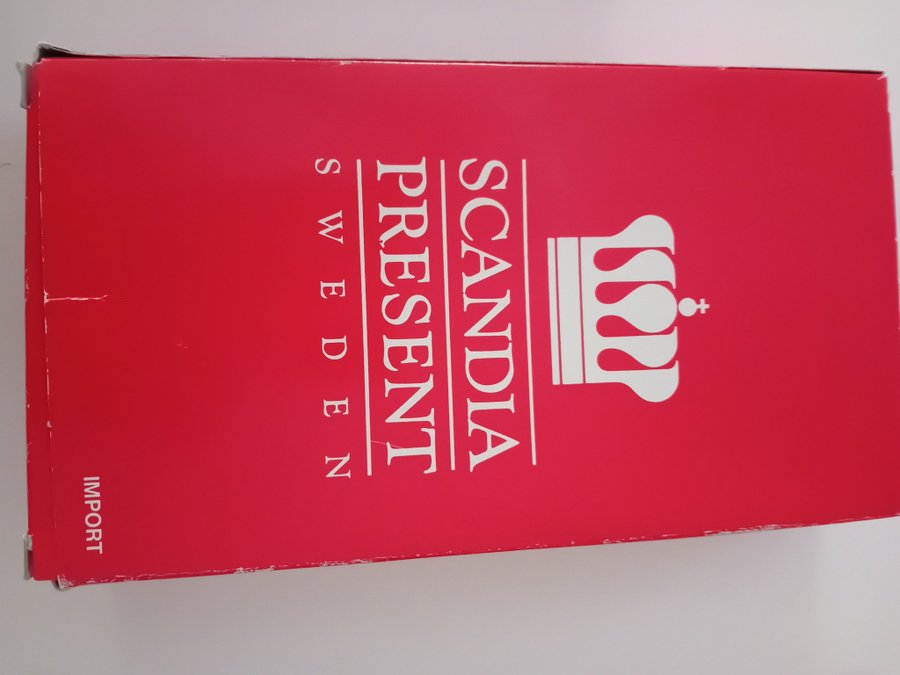 SCANDIA
PRESENT
SWEDEN
IMPORT